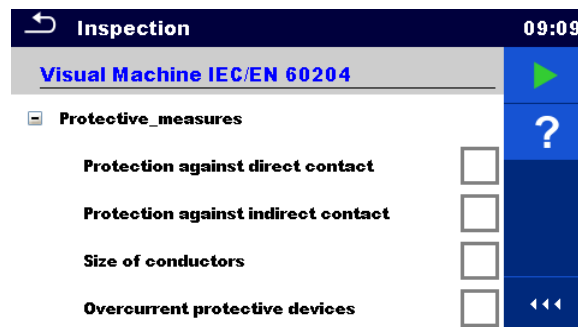 Inspection
09:09
Visual Machine IEC/EN 60204
Protective_measures
?
Protection against direct contact
Protection against indirect contact
Size of conductors
Overcurrent protective devices